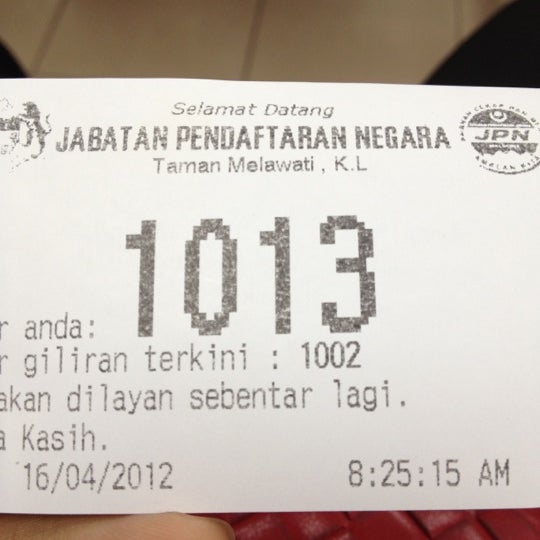 Selamat Datang
JABATAN PENDAFTARAN NEGARA
JPN
Taman Melawati , K.L
1013
r anda:
r giliran terkini : 1002
akan dilayan sebentar lagi.
a Kasih.
16/04/2012 8:25:15 AM